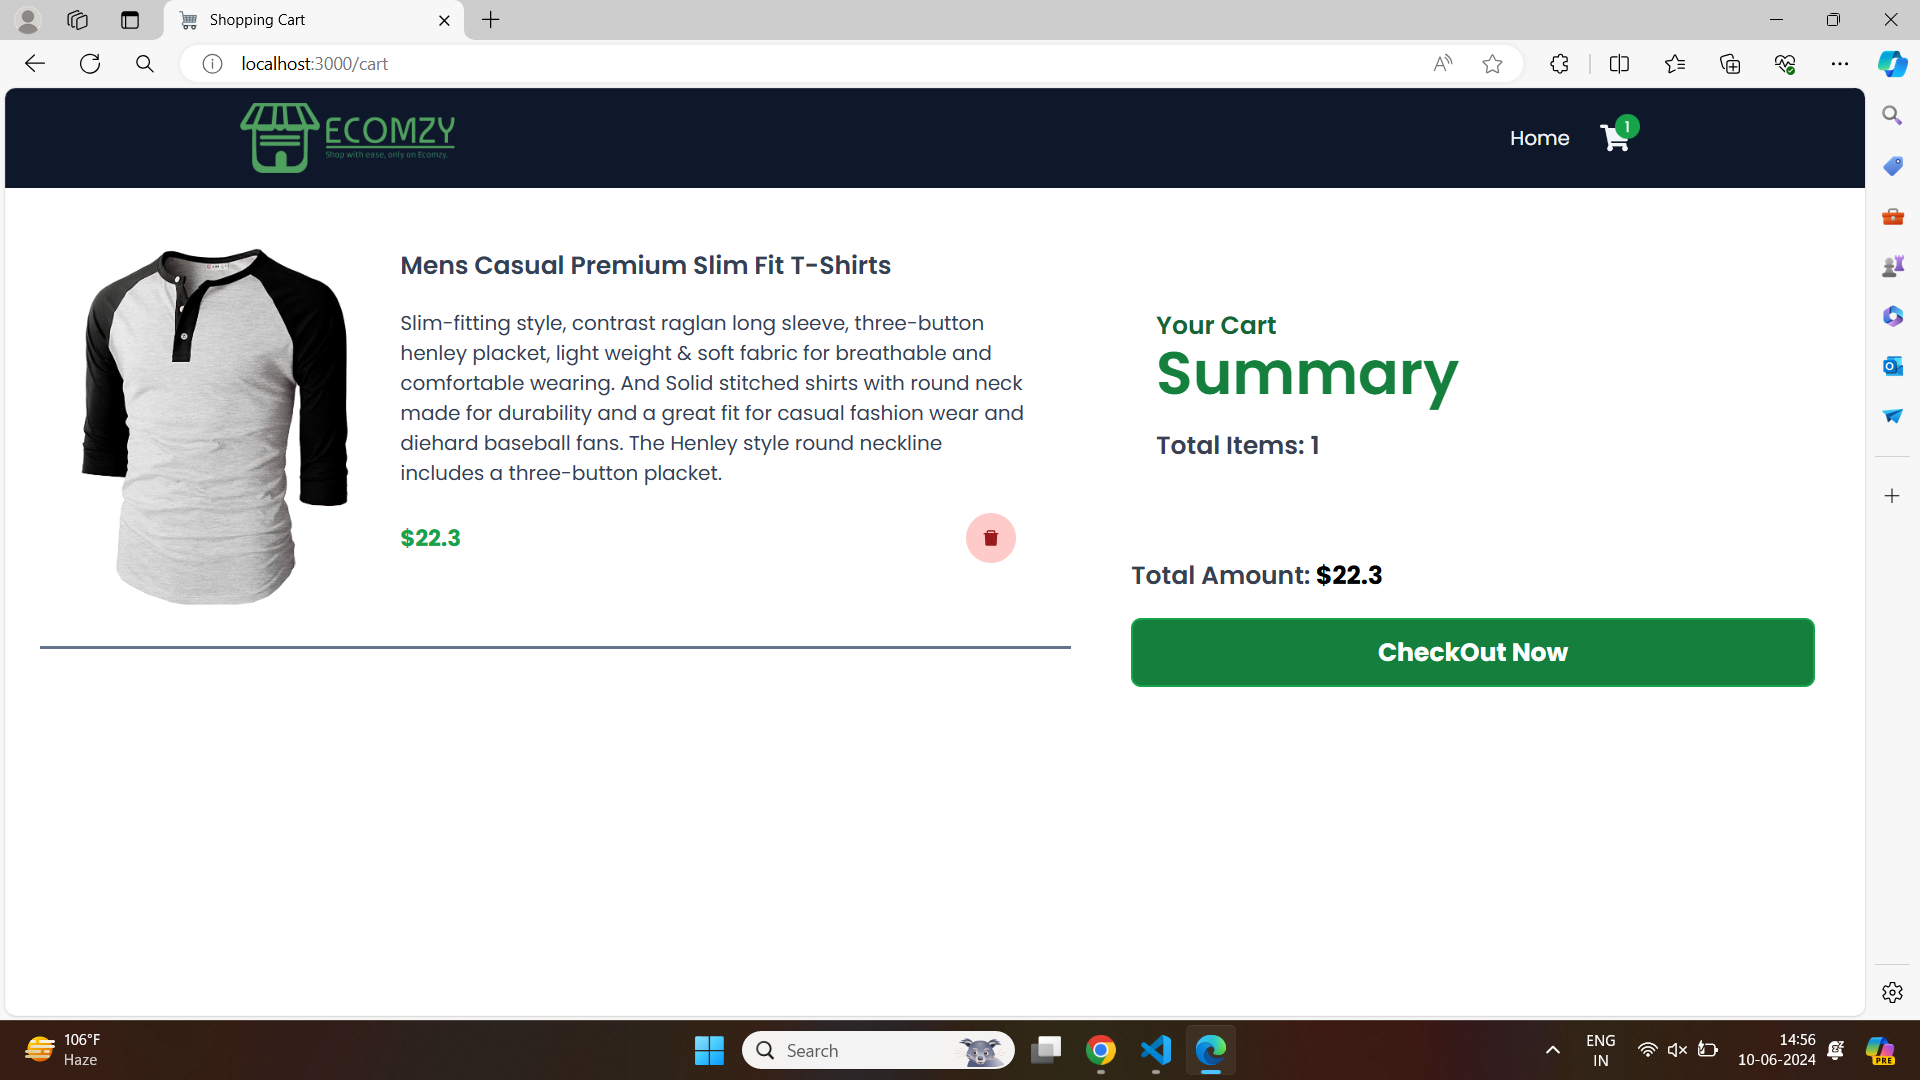 Shopping Cart
localhost:3000/cart
ECOMZY
Shop with ease, only on Ecomzy.
Home
1
Mens Casual Premium Slim Fit T-Shirts
Slim-fitting style, contrast raglan long sleeve, three-button
henley placket, light weight & soft fabric for breathable and
comfortable wearing. And Solid stitched shirts with round neck
made for durability and a great fit for casual fashion wear and
diehard baseball fans. The Henley style round neckline
includes a three-button placket.
$22.3
Your Cart
Summary
Total Items: 1
Total Amount: $22.3
CheckOut Now
106°F
Haze
Search
ENG
IN
14:56
10-06-2024
PRE